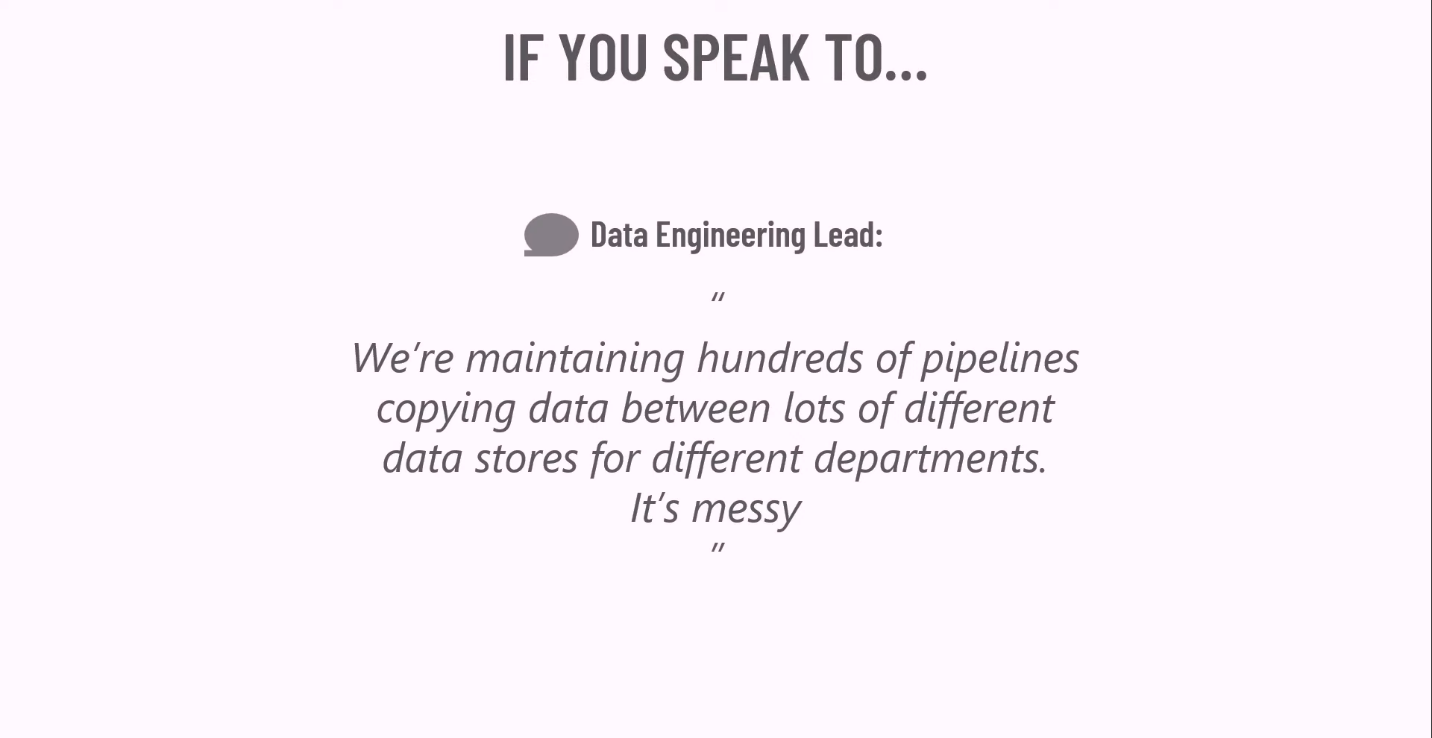 IF YOU SPEAK TO...
Data Engineering Lead:
“
We’re maintaining hundreds of pipelines
copying data between lots of different
data stores for different departments.
It’s messy
”